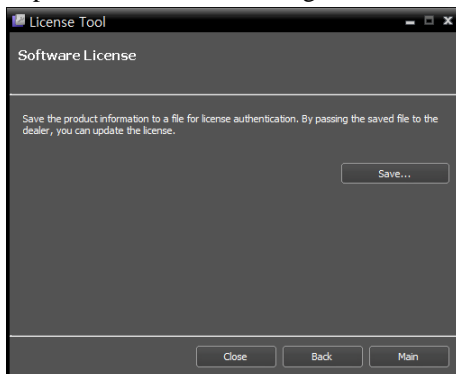 License Tool
Software License
Save the product information to a file for license authentication. By passing the saved file to the
dealer, you can update the license.
Save...
Close Back Main